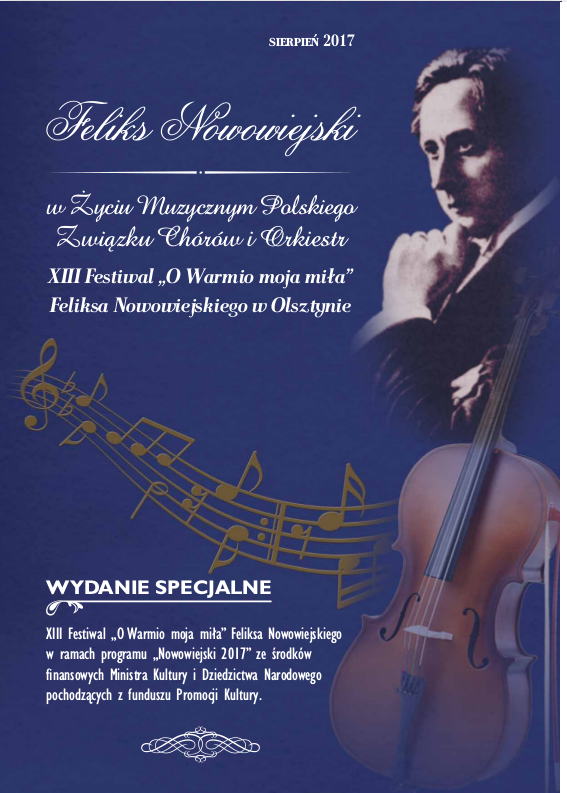 SIERPIEŃ 2017
Feliks Nowowiejski
w Życiu Muzycznym Polskiego
Związku Chórów i Orkiestr
XIII Festiwal „O Warmio moja miła”
Feliksa Nowowiejskiego w Olsztynie
WYDANIE SPECJALNE
XIII Festiwal „O Warmio moja miła” Feliksa Nowowiejskiego
w ramach programu „Nowowiejski 2017” ze środków
finansowych Ministra Kultury i Dziedzictwa Narodowego
pochodzących z funduszu Promocji Kultury.